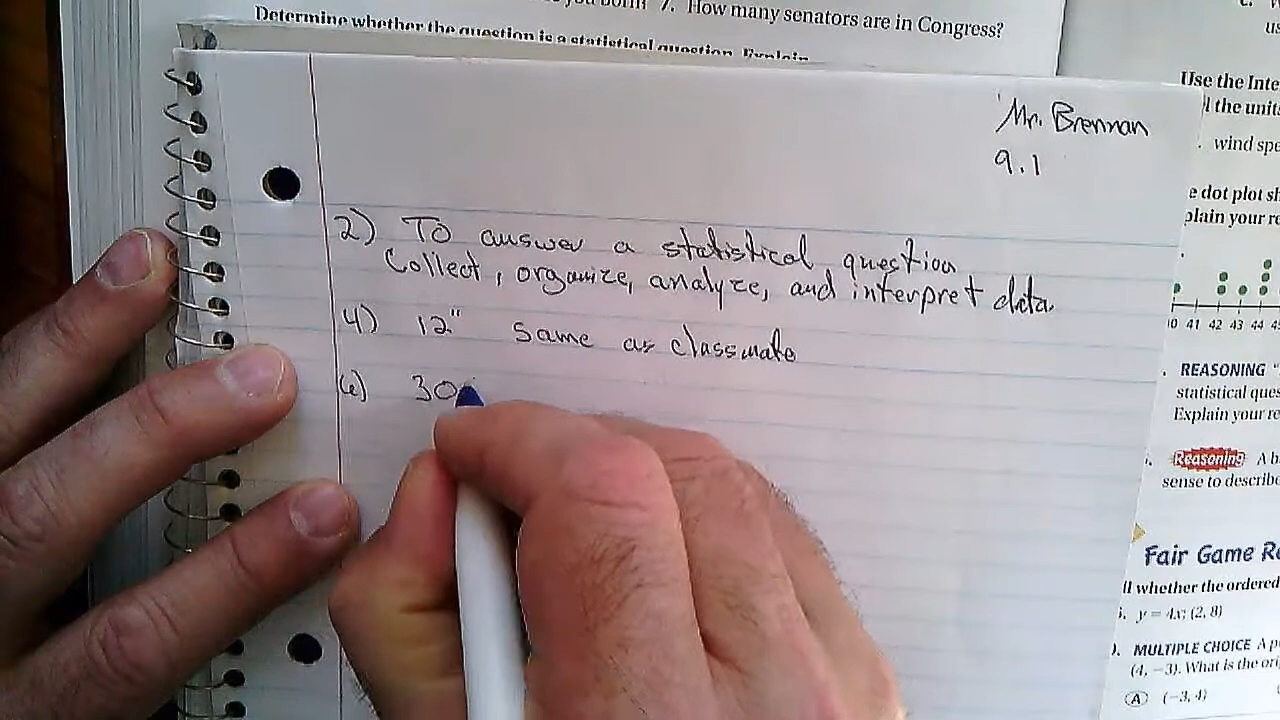 you born 7. How many senators are in Congress?
Determine whether the question is a statistical question. Explain.
Mr. Brennan
9.1
2) To answer a statistical question
Collect, organize, analyze, and interpret data.
4) 12" same as classmate
6) 30
Use the Inte
the unit
wind spe
e dot plot sh
plain your re
40 41 42 43 44 4
REASONING "
statistical ques
Explain your re
Reasoning A b
sense to describe
Fair Game Re
ll whether the ordered
y = 4x; (2, 8)
MULTIPLE CHOICE A p
(4, −3). What is the ori
A (−3, 4)